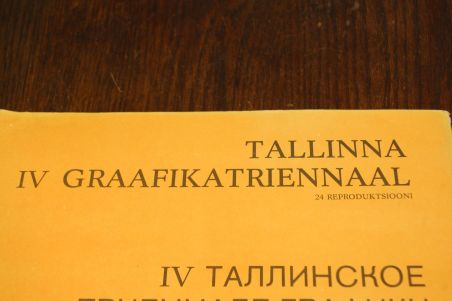 TALLINNA
IV GRAAFIKATRIENNAAL
24 REPRODUKTSIOONI
IV ТАЛЛИНСКОЕ